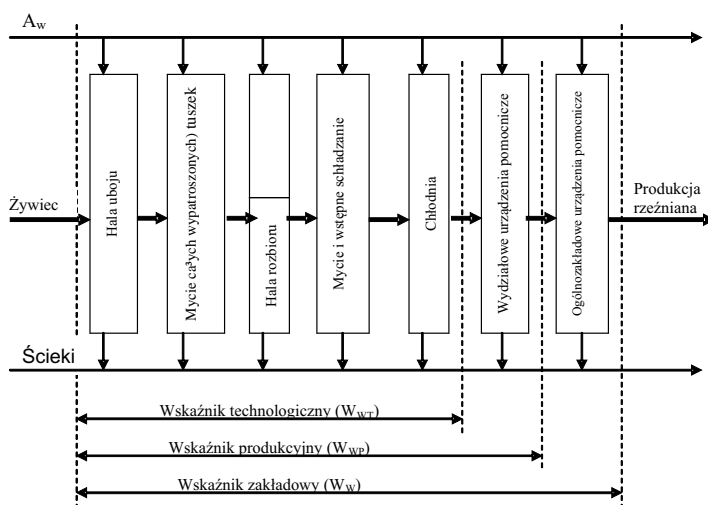 A_w
Hala uboju
Mycie ca³ych wypatroszonych) tuszek
Hala rozbionu
Mycie i wstępne schładzanie
Chłodnia
Wydziałowe urządzenia pomocnicze
Ogólnozakładowe urządzenia pomocnicze
Żywiec
Produkcja
rzeźniana
Ścieki
Wskaźnik technologiczny (W_WT)
Wskaźnik produkcyjny (W_WP)
Wskaźnik zakładowy (W_W)